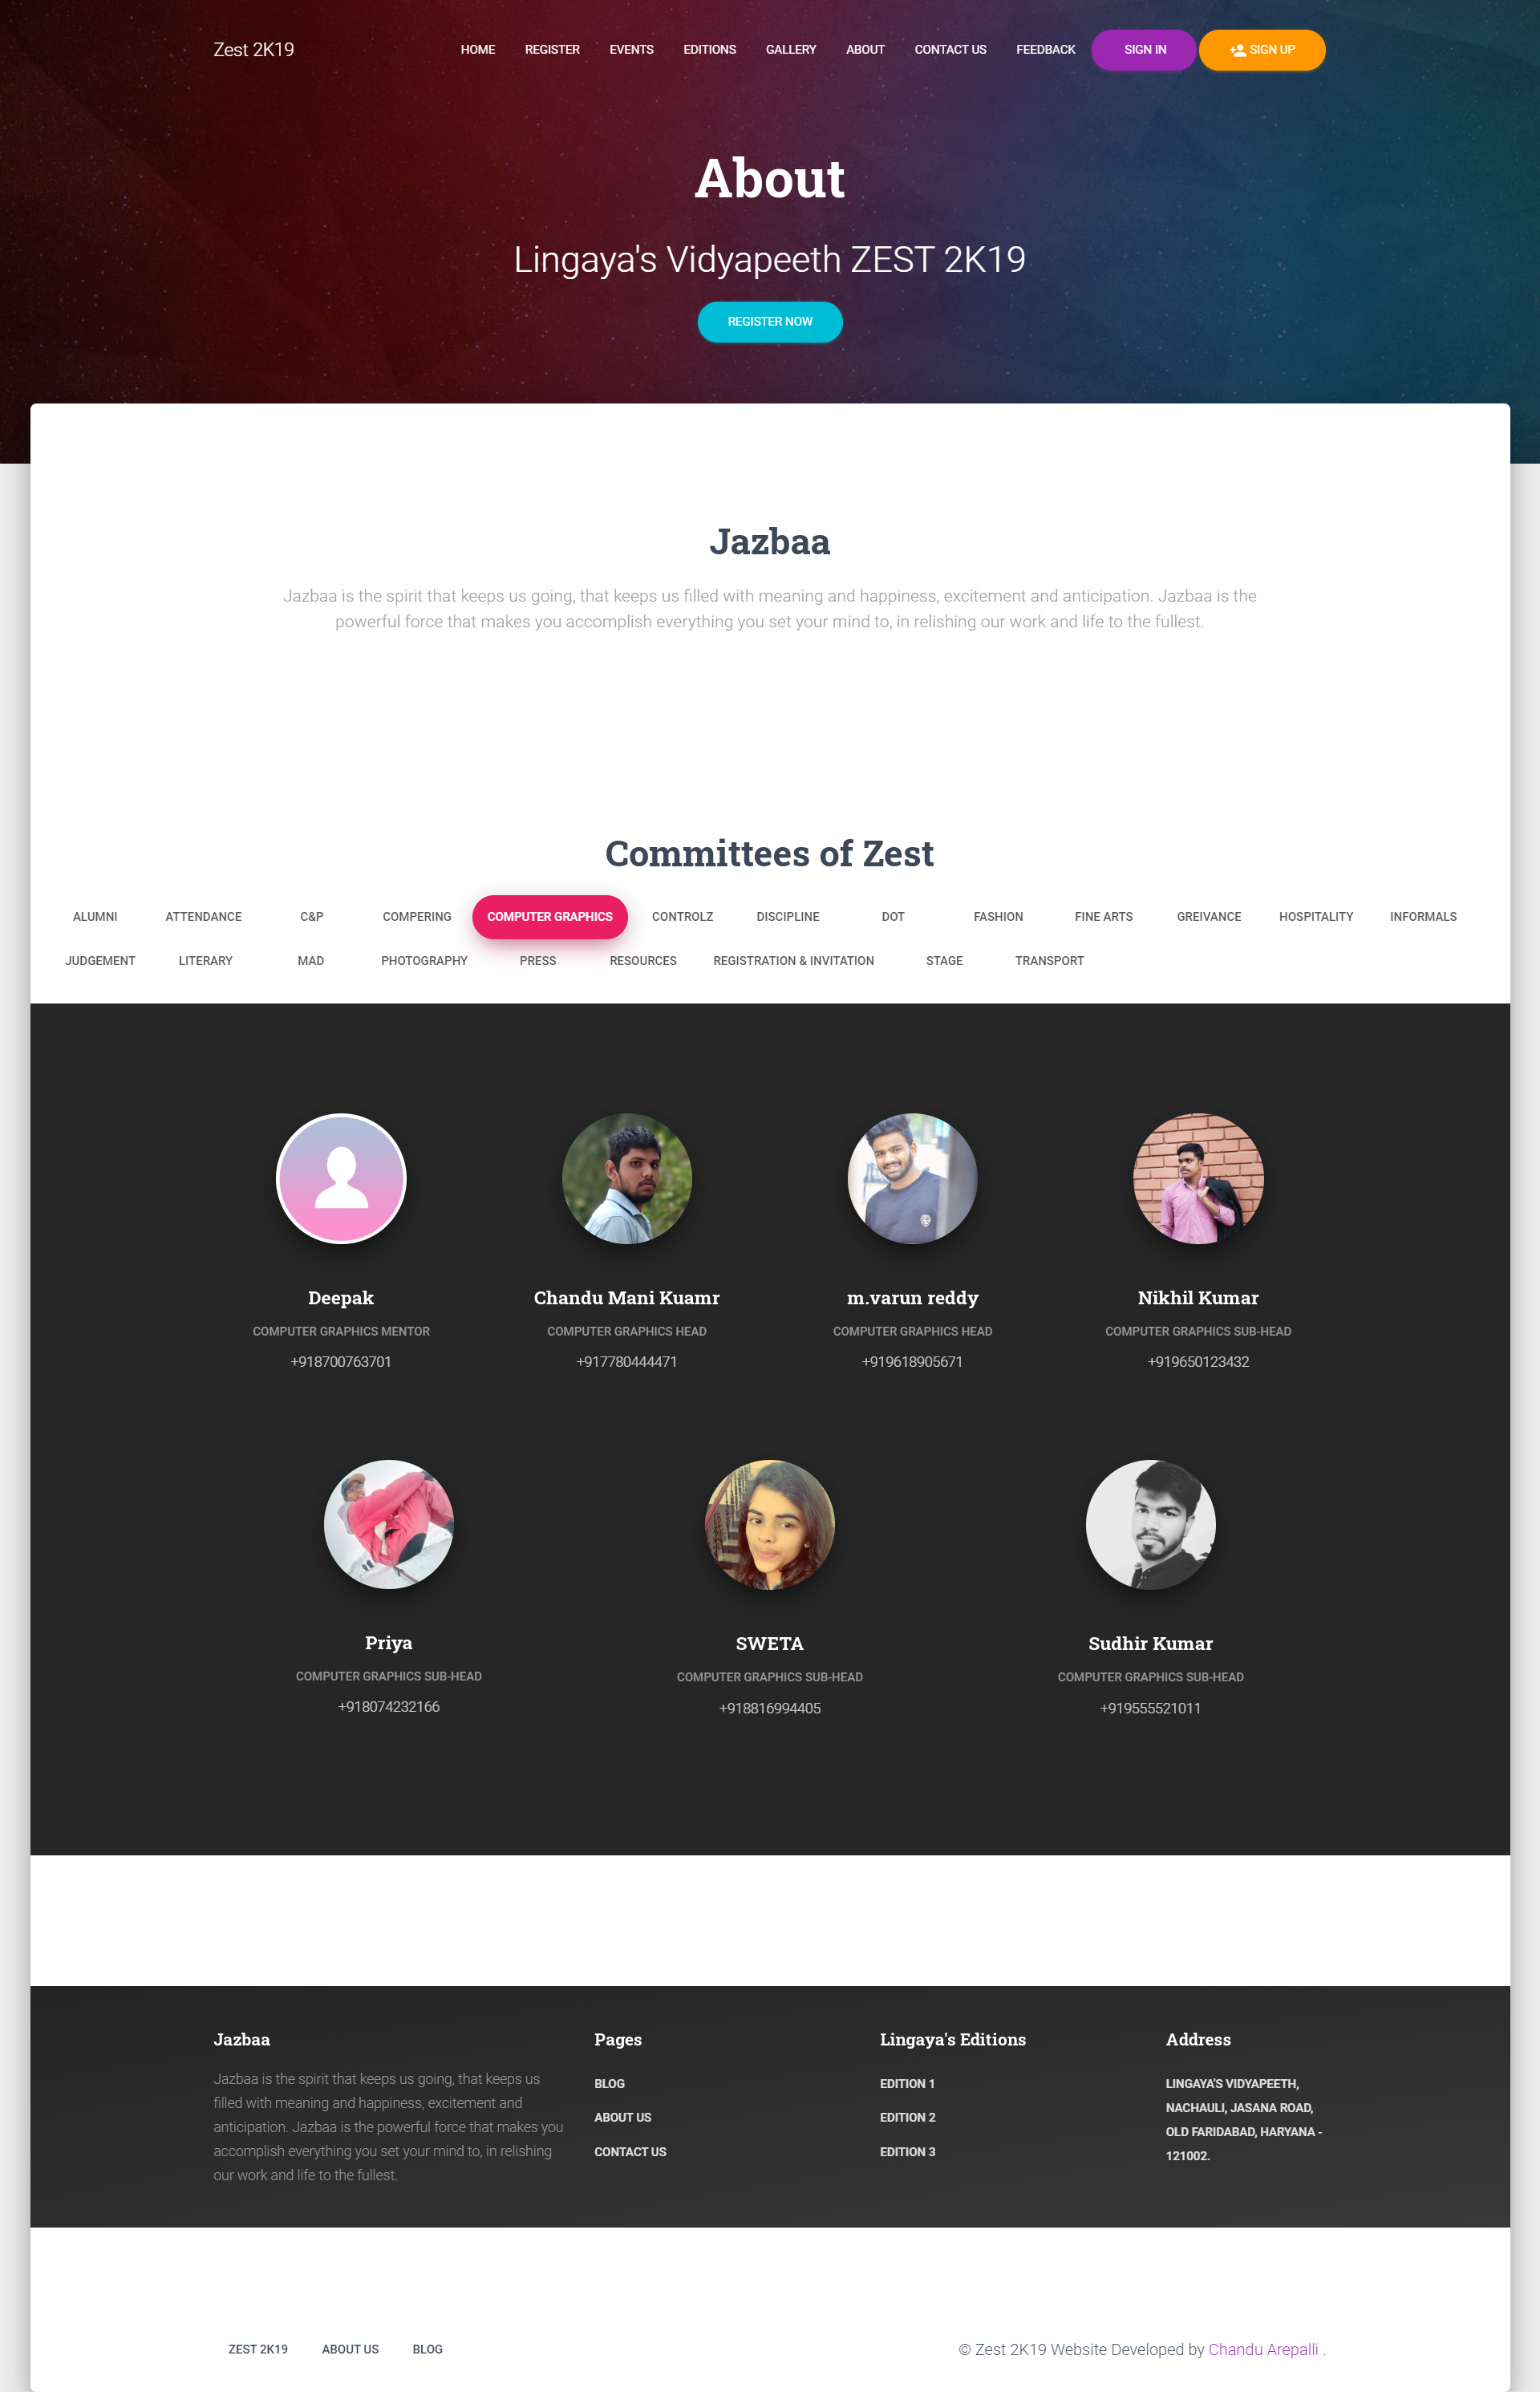 Zest 2K19
HOME REGISTER EVENTS EDITIONS GALLERY ABOUT CONTACT US FEEDBACK SIGN IN SIGN UP
About
Lingaya's Vidyapeeth ZEST 2K19
REGISTER NOW
Jazbaa
Jazbaa is the spirit that keeps us going, that keeps us filled with meaning and happiness, excitement and anticipation. Jazbaa is the
powerful force that makes you accomplish everything you set your mind to, in relishing our work and life to the fullest.
Committees of Zest
ALUMNI ATTENDANCE C&P COMPERING COMPUTER GRAPHICS CONTROLZ DISCIPLINE DOT FASHION FINE ARTS GREIVANCE HOSPITALITY INFORMALS
JUDGEMENT LITERARY MAD PHOTOGRAPHY PRESS RESOURCES REGISTRATION & INVITATION STAGE TRANSPORT
Deepak
COMPUTER GRAPHICS MENTOR
+918700763701
Chandu Mani Kuamr
COMPUTER GRAPHICS HEAD
+917780444471
m.varun reddy
COMPUTER GRAPHICS HEAD
+919618905671
Nikhil Kumar
COMPUTER GRAPHICS SUB-HEAD
+919650123432
Priya
COMPUTER GRAPHICS SUB-HEAD
+918074232166
SWETA
COMPUTER GRAPHICS SUB-HEAD
+918816994405
Sudhir Kumar
COMPUTER GRAPHICS SUB-HEAD
+919555521011
Jazbaa
Jazbaa is the spirit that keeps us going, that keeps us
filled with meaning and happiness, excitement and
anticipation. Jazbaa is the powerful force that makes you
accomplish everything you set your mind to, in relishing
our work and life to the fullest.
Pages
BLOG
ABOUT US
CONTACT US
Lingaya's Editions
EDITION 1
EDITION 2
EDITION 3
Address
LINGAYA'S VIDYAPEETH,
NACHAULI, JASANA ROAD,
OLD FARIDABAD, HARYANA -
121002.
ZEST 2K19 ABOUT US BLOG
© Zest 2K19 Website Developed by Chandu Arepalli .